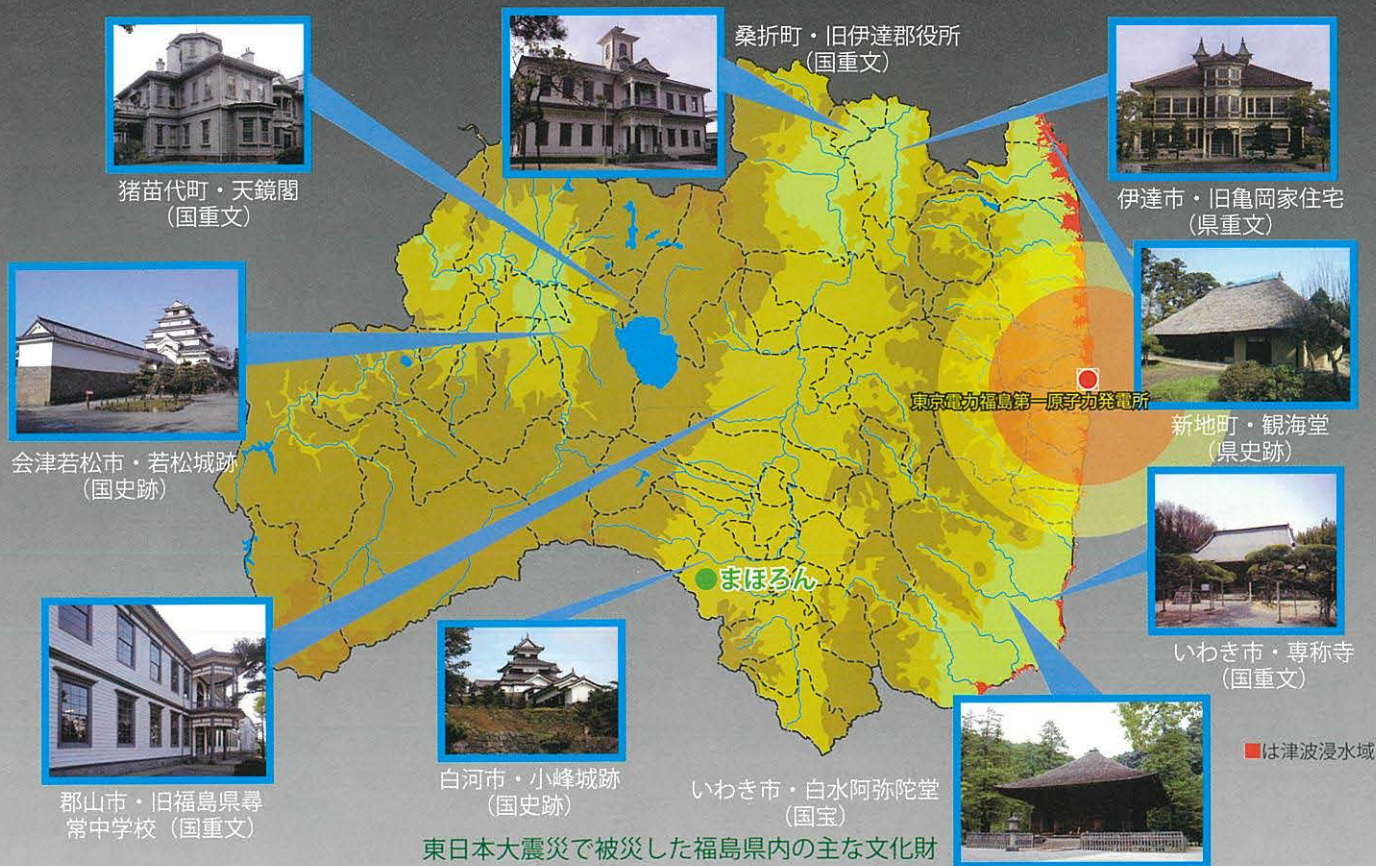 桑折町・旧伊達郡役所
（国重文）
猪苗代町・天鏡閣
（国重文）
伊達市・旧亀岡家住宅
（県重文）
東京電力福島第一原子力発電所
新地町・観海堂
（県史跡）
会津若松市・若松城跡
（国史跡）
まほろん
いわき市・専称寺
（国重文）
■は津波浸水域
白河市・小峰城跡
（国史跡）
いわき市・白水阿弥陀堂
（国宝）
郡山市・旧福島県尋
常中学校（国重文）
東日本大震災で被災した福島県内の主な文化財